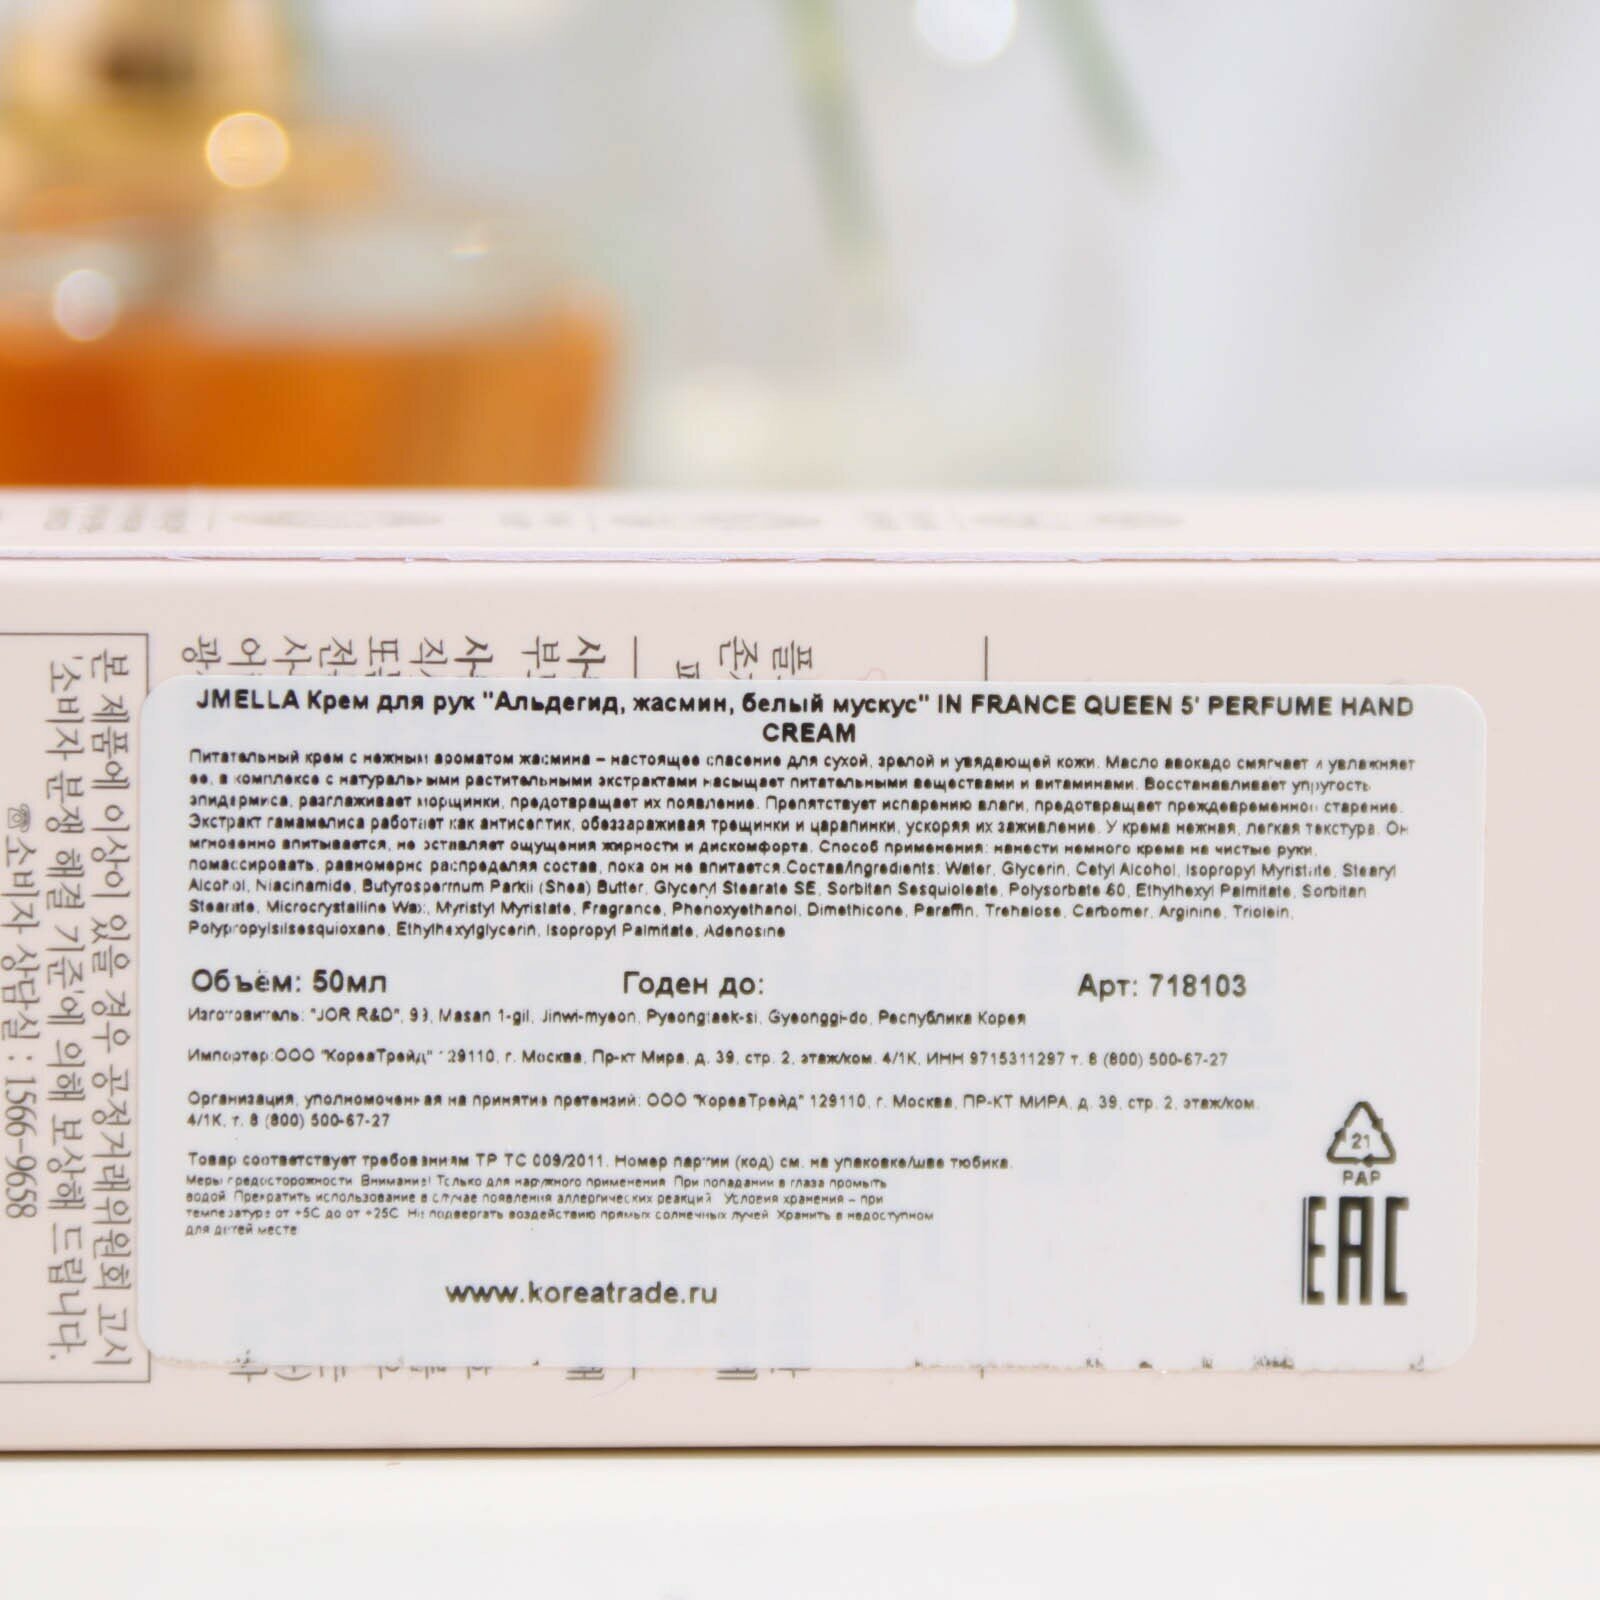 JMELLA Крем для рук "Альдегид, жасмин, белый мускус" IN FRANCE QUEEN 5' PERFUME HAND
CREAM
Питательный крем с нежным ароматом жасмина – настоящее спасение для сухой, зрелой и увядающей кожи. Масло авокадо смягчает и увлажняет
ее, в комплексе с натуральными растительными экстрактами насыщает питательными веществами и витаминами. Восстанавливает упругость
эпидермиса, разглаживает морщинки, предотвращает их появление. Препятствует испарению влаги, предотвращает преждевременное старение.
Экстракт гамамелиса работает как антисептик, обеззараживая трещинки и царапинки, ускоряя их заживление. У крема нежная, легкая текстура. Он
мгновенно впитывается, не оставляет ощущения жирности и дискомфорта. Способ применения: нанести немного крема на чистые руки,
помассировать, равномерно распределяя состав, пока он не впитается.Состав/Ingredients: Water, Glycerin, Cetyl Alcohol, Isopropyl Myristate, Stearyl
Alcohol, Niacinamide, Butyrospermum Parkii (Shea) Butter, Glyceryl Stearate SE, Sorbitan Sesquioleate, Polysorbate 60, Ethylhexyl Palmitate, Sorbitan
Stearate, Microcrystalline Wax, Myristyl Myristate, Fragrance, Phenoxyethanol, Dimethicone, Paraffin, Trehalose, Carbomer, Arginine, Triolein,
Polypropylsilsesquioxane, Ethylhexylglycerin, Isopropyl Palmitate, Adenosine
Объём: 50мл Годен до: Арт: 718103
Изготовитель: "JOR R&D", 93, Masan 1-gil, Jinwi-myeon, Pyeongtaek-si, Gyeonggi-do, Республика Корея
Импортер:ООО "КореаТрейд" 129110, г. Москва, Пр-кт Мира, д. 39, стр. 2, этаж/ком. 4/1К, ИНН 9715311297 т. 8 (800) 500-67-27
Организация, уполномоченная на принятие претензий: ООО "КореаТрейд" 129110, г. Москва, ПР-КТ МИРА, д. 39, стр. 2, этаж/ком.
4/1К, т. 8 (800) 500-67-27
Товар соответствует требованиям ТР ТС 009/2011. Номер партии (код) см. на упаковке/шве тюбика.
Меры предосторожности: Внимание! Только для наружного применения. При попадании в глаза промыть
водой. Прекратить использование в случае появления аллергических реакций. Условия хранения – при
температуре от +5С до от +25С. Не подвергать воздействию прямых солнечных лучей. Хранить в недоступном
для детей месте
www.koreatrade.ru
21
PAP
EAC
본 제품에 이상이 있을 경우 공정거래위원회 고시
'소비자 분쟁 해결 기준'에 의해 보상해 드립니다.
☎소비자 상담실 : 1566-9658